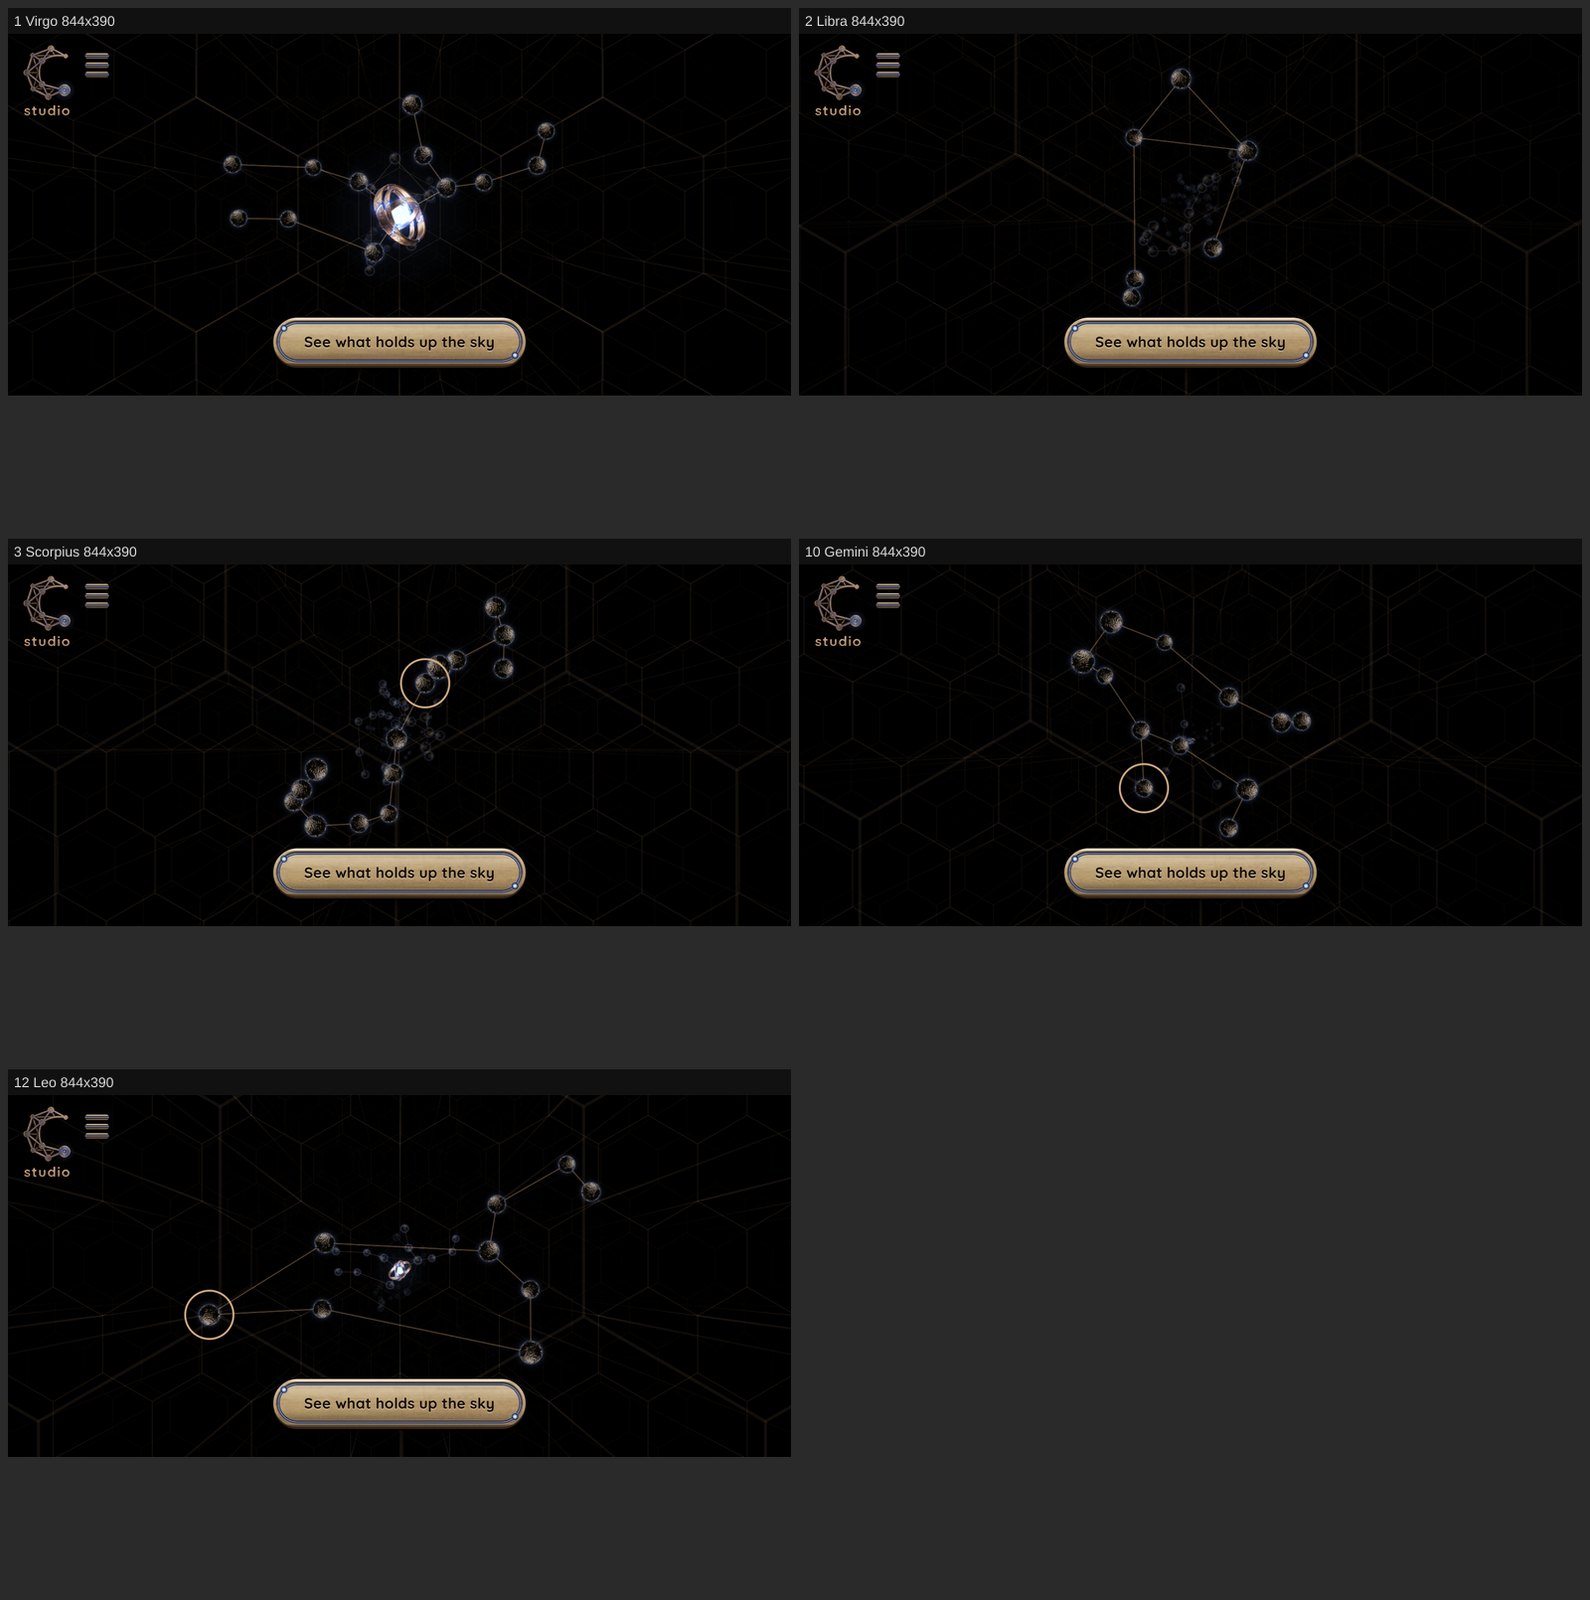 1 Virgo 844x390
studio
See what holds up the sky
2 Libra 844x390
studio
See what holds up the sky
3 Scorpius 844x390
studio
See what holds up the sky
10 Gemini 844x390
studio
See what holds up the sky
12 Leo 844x390
studio
See what holds up the sky